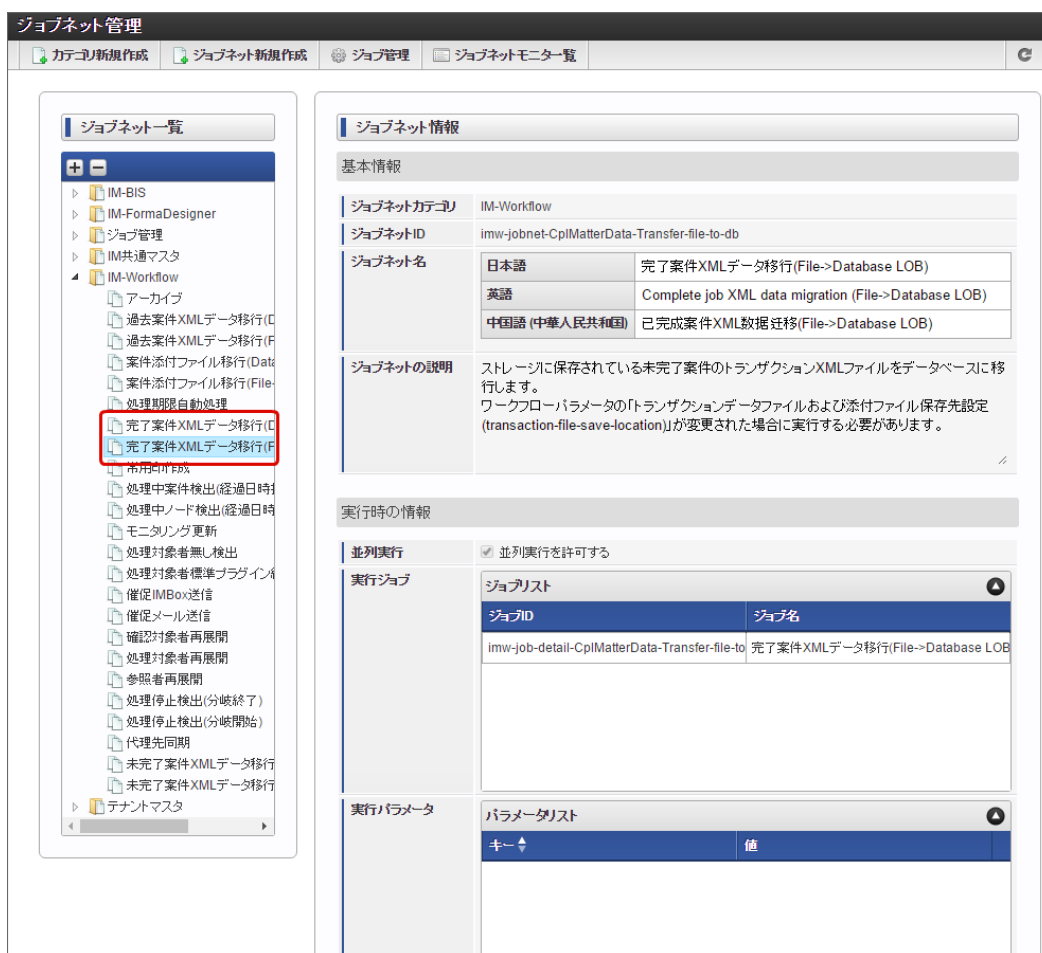 ジョブネット管理
カテゴリ新規作成 ジョブネット新規作成 ジョブ管理 ジョブネットモニター覧
ジョブネット一覧
IM-BIS
IM-FormaDesigner
ジョブ管理
IM共通マスタ
IM-Workflow
アーカイブ
過去案件XMLデータ移行(D
過去案件XMLデータ移行(F
案件添付ファイル移行(Data
案件添付ファイル移行(File-
処理期限自動処理
完了案件XMLデータ移行(D
完了案件XMLデータ移行(F
常用印作成
処理中案件検出(経過日時
処理中ノード検出(経過日時
モニタリング更新
処理対象者無し検出
処理対象者標準プラグイン
催促IMBox送信
催促メール送信
確認対象者再展開
処理対象者再展開
参照者再展開
処理停止検出(分岐終了)
処理停止検出(分岐開始)
代理先同期
未完了案件XMLデータ移行
未完了案件XMLデータ移行
テナントマスタ
ジョブネット情報
基本情報
ジョブネットカテゴリ IM-Workflow
ジョブネットID imw-jobnet-CplMatterData-Transfer-file-to-db
ジョブネット名
日本語 完了案件XMLデータ移行(File->Database LOB)
英語 Complete job XML data migration (File->Database LOB)
中国語 (中華人民共和国) 已完成案件XML数据迁移(File->Database LOB)
ジョブネットの説明
ストレージに保存されている未完了案件のトランザクションXMLファイルをデータベースに移
行します。
ワークフローパラメータの「トランザクションデータファイルおよび添付ファイル保存先設定
(transaction-file-save-location)」が変更された場合に実行する必要があります。
実行時の情報
並列実行 並列実行を許可する
実行ジョブ
ジョブリスト
ジョブID ジョブ名
imw-job-detail-CplMatterData-Transfer-file-to 完了案件XMLデータ移行(File->Database LOB
実行パラメータ
パラメータリスト
キー 値